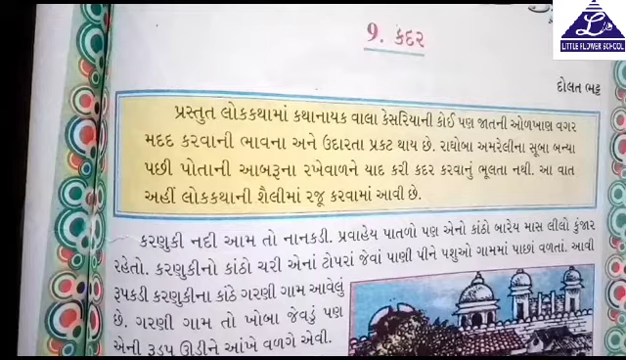 LITTLE FLOWER SCHOOL
9. કદર
દોલત ભટ્ટ
પ્રસ્તુત લોકકથામાં કથાનાયક વાલા કેસરિયાની કોઈ પણ જાતની ઓળખાણ વગર
મદદ કરવાની ભાવના અને ઉદારતા પ્રકટ થાય છે. રાઘોબા અમરેલીના સૂબા બન્યા
પછી પોતાની આબરૂના રખેવાળને યાદ કરી કદર કરવાનું ભૂલતા નથી. આ વાત
અહીં લોકકથાની શૈલીમાં રજૂ કરવામાં આવી છે.
કરણુકી નદી આમ તો નાનકડી. પ્રવાહેય પાતળો પણ એનો કાંઠો બારેય માસ લીલો કુંજાર
રહેતો. કરણુકીનો કાંઠો ચરી એનાં ટોપરાં જેવાં પાણી પીને પશુઓ ગામમાં પાછાં વળતાં. આવી
રૂપકડી કરણુકીના કાંઠે ગરણી ગામ આવેલું
છે. ગરણી ગામ તો ખોબા જેવડું પણ
એની રૂડપ ઊડીને આંખે વળગે એવી.